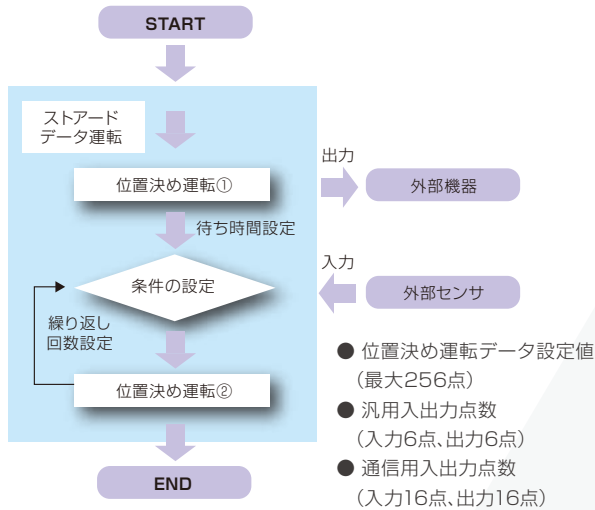 START
ストアード
データ運転
位置決め運転①
出力
外部機器
待ち時間設定
条件の設定
入力
外部センサ
繰り返し
回数設定
位置決め運転②
END
● 位置決め運転データ設定値
（最大256点）
● 汎用入出力点数
（入力6点、出力6点）
● 通信用入出力点数
（入力16点、出力16点）